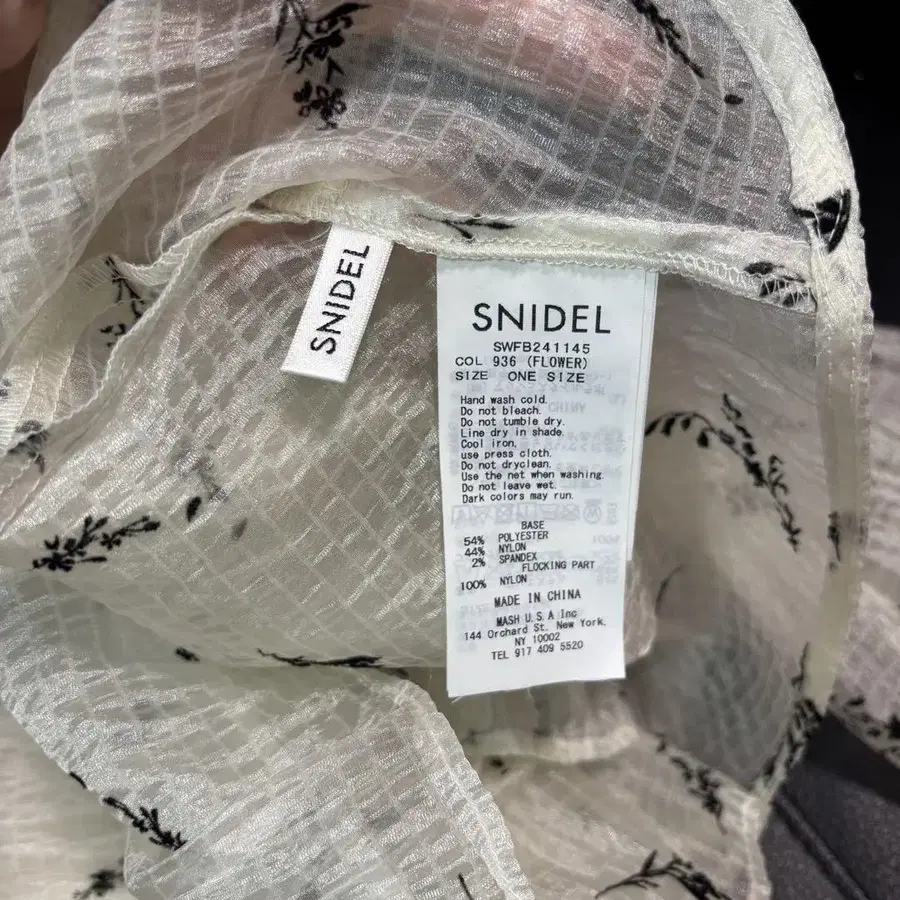 SNIDEL
SNIDEL
SWFB241145
COL 936 (FLOWER)
SIZE ONE SIZE
Hand wash cold.
Do not bleach.
Do not tumble dry.
Line dry in shade.
Cool iron,
use press cloth.
Do not dryclean.
Use the net when washing.
Do not leave wet.
Dark colors may run.
BASE
54% POLYESTER
44% NYLON
2% SPANDEX
FLOCKING PART
100% NYLON
MADE IN CHINA
MASH U.S.A Inc
144 Orchard St. New York,
NY 10002
TEL 917 409 5520